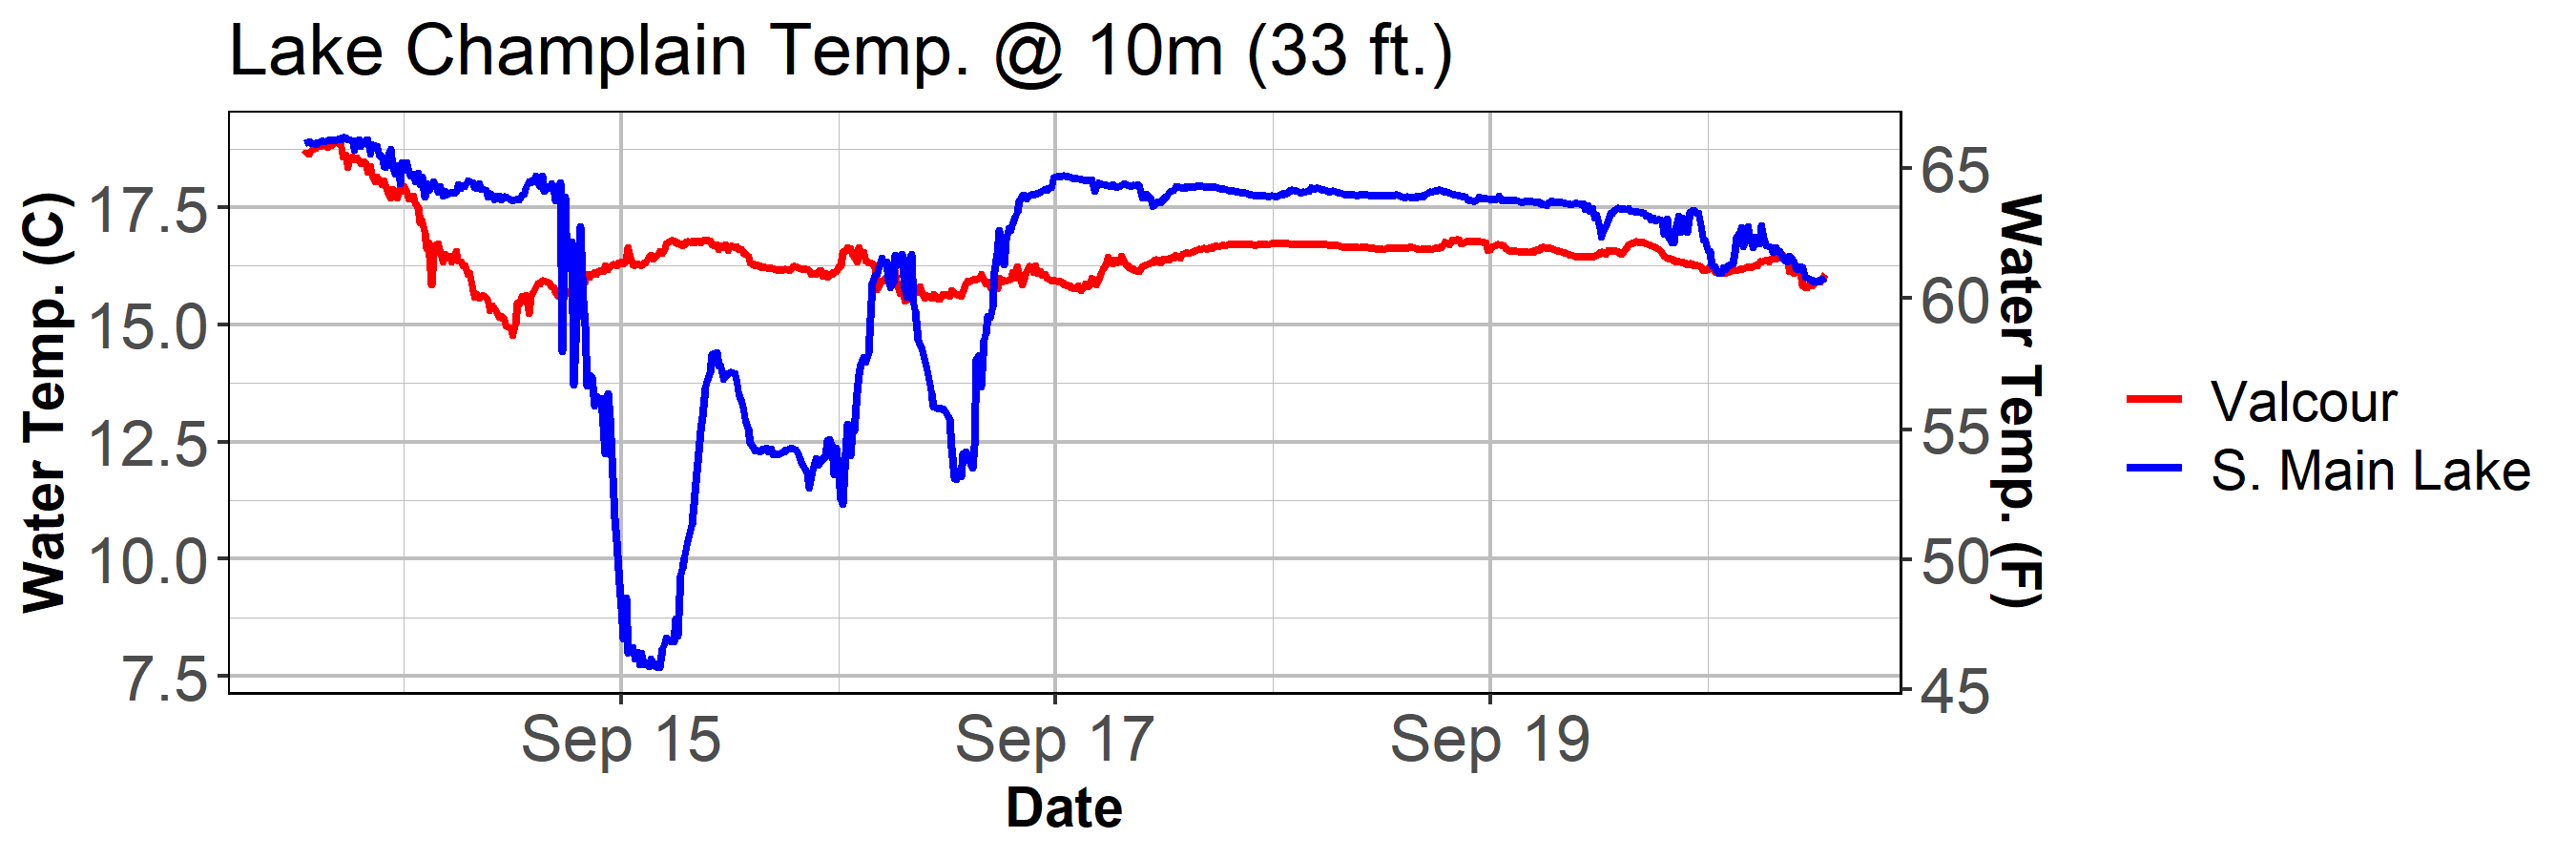 Lake Champlain Temp. @ 10m (33 ft.)
Water Temp. (C)
17.5
15.0
12.5
10.0
7.5
65
60
55
50
45
Water Temp. (F)
Sep 15
Sep 17
Sep 19
Date
Valcour
S. Main Lake